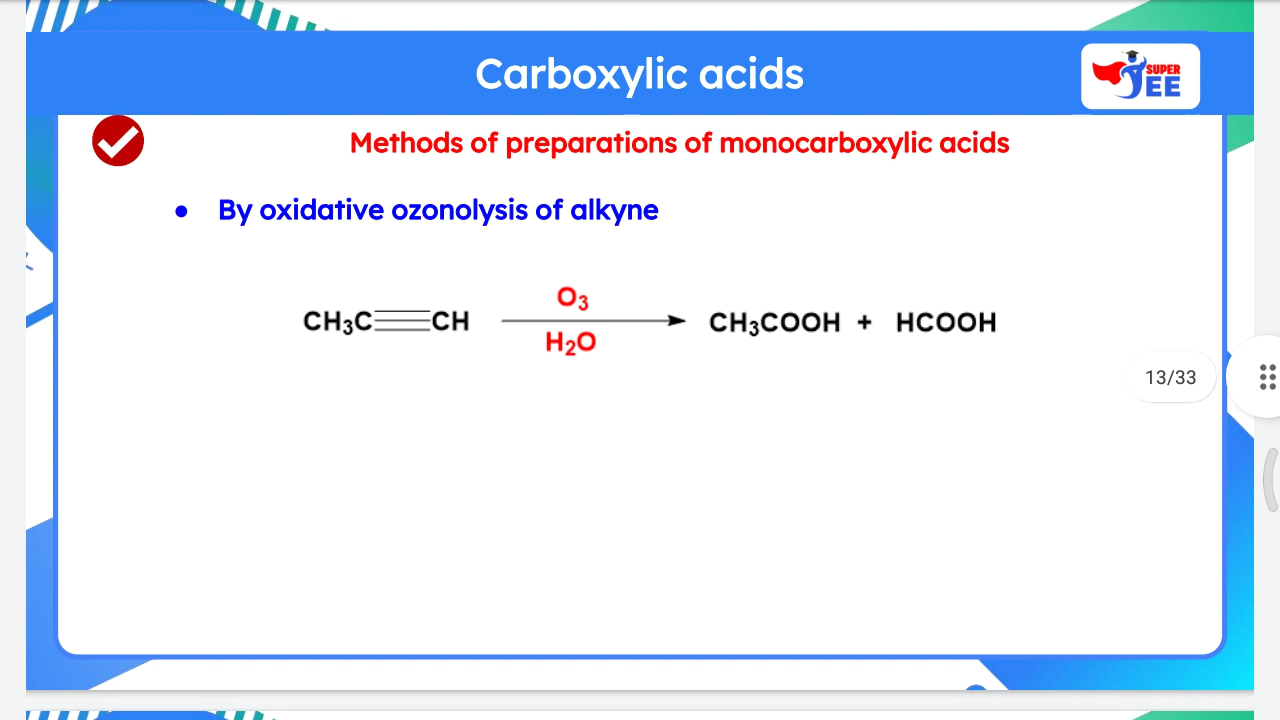 Carboxylic acids
SUPER
JEE
Methods of preparations of monocarboxylic acids
• By oxidative ozonolysis of alkyne
O₃
CH₃C≡CH CH₃COOH + HCOOH
H₂O
13/33